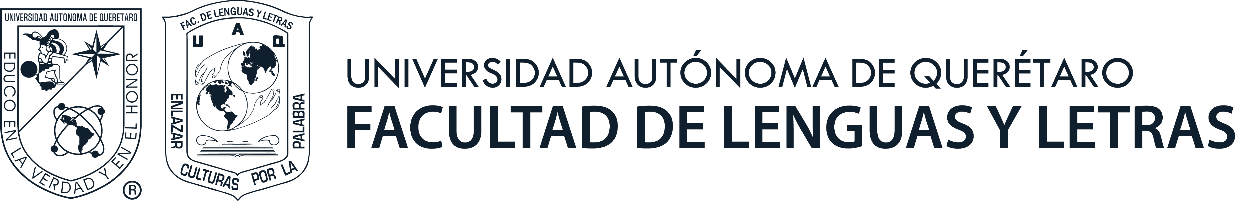 UNIVERSIDAD AUTONOMA DE QUERETARO
EDUCO EN LA VERDAD Y EN EL HONOR
®
FAC. DE LENGUAS Y LETRAS
UAQ
ENLAZAR CULTURAS POR LA PALABRA
UNIVERSIDAD AUTÓNOMA DE QUERÉTARO
FACULTAD DE LENGUAS Y LETRAS